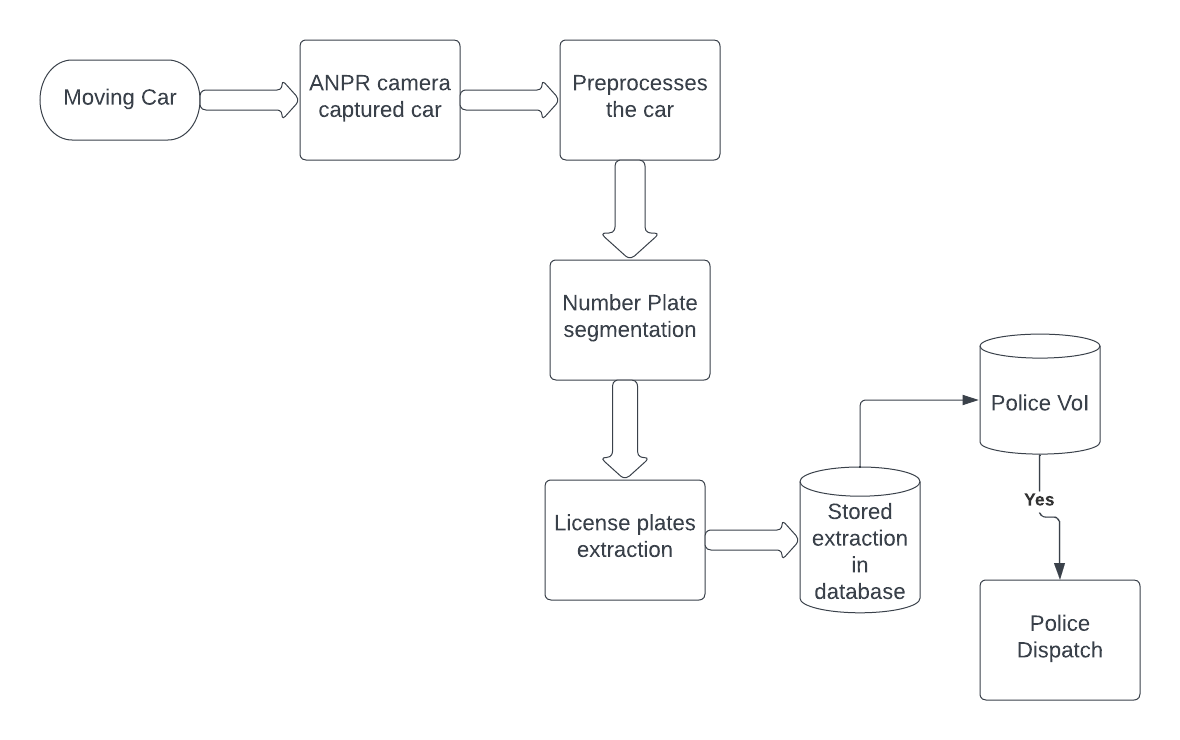 Moving Car
ANPR camera
captured car
Preprocesses
the car
Number Plate
segmentation
License plates
extraction
Stored
extraction
in
database
Police VoI
Yes
Police
Dispatch